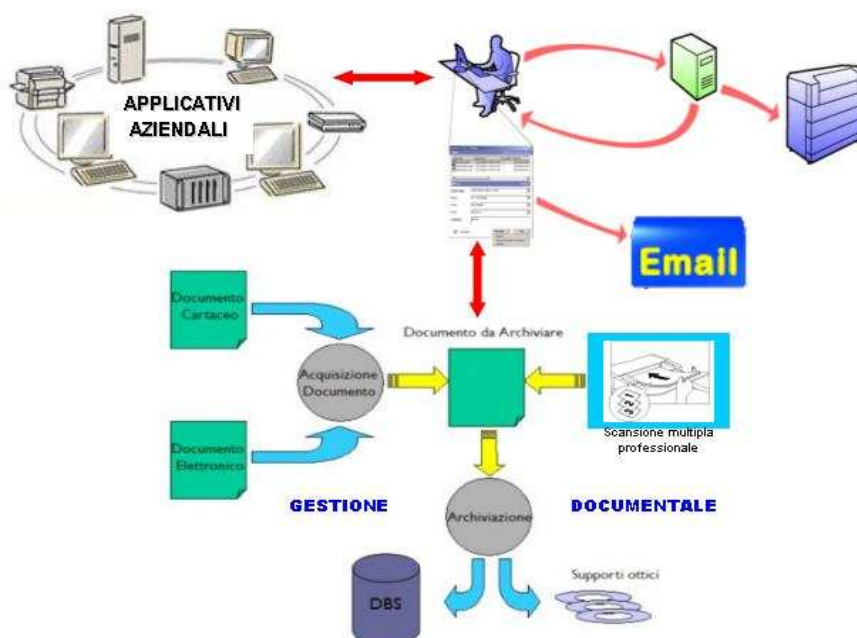 APPLICATIVI
AZIENDALI
Email
Documento
Cartaceo
Documento da Archiviare
Acquisizione
Documento
Scansione multipla
professionale
Documento
Elettronico
GESTIONE
DOCUMENTALE
Archiviazione
DBS
Supporti ottici